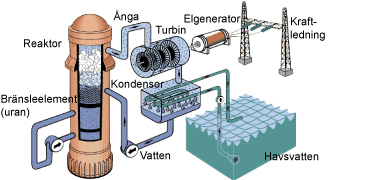 Ånga
Elgenerator
Kraft-
ledning
Turbin
Reaktor
Kondensor
Bränsleelement
(uran)
Vatten
Havsvatten